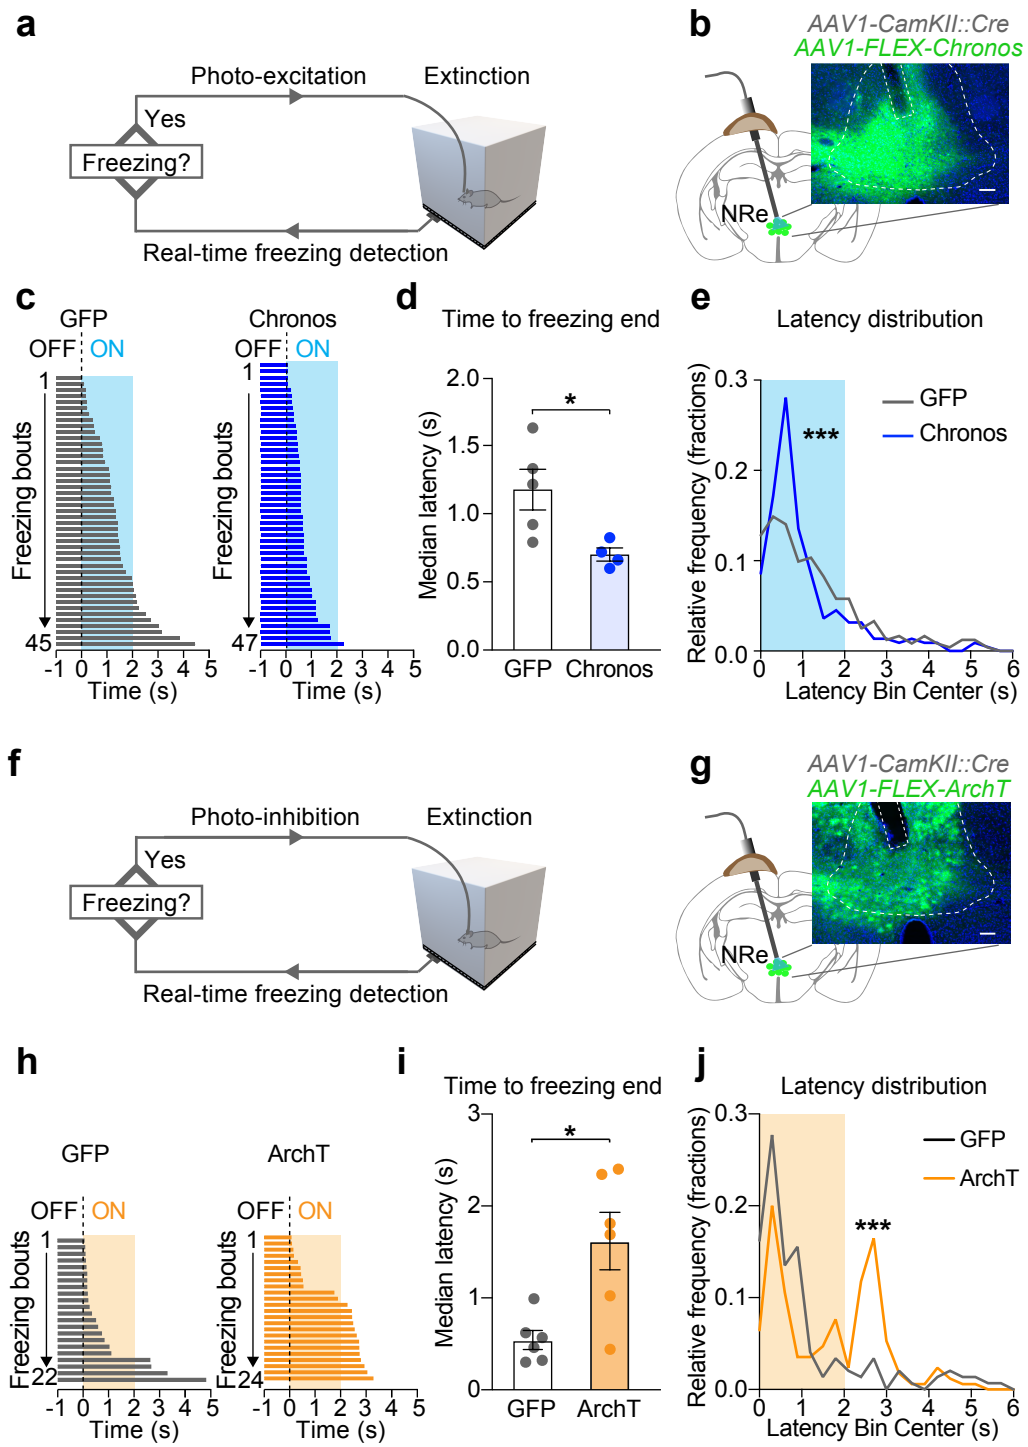 a
Photo-excitation
Extinction
Yes
Freezing?
Real-time freezing detection
b
AAV1-CamKII::Cre
AAV1-FLEX-Chronos
NRe
c
GFP
OFF ON
1
Freezing bouts
45
-1 0 1 2 3 4 5
Time (s)
Chronos
OFF ON
1
Freezing bouts
47
-1 0 1 2 3 4 5
Time (s)
d
Time to freezing end
Median latency (s)
2.0
1.5
1.0
0.5
0.0
*
GFP Chronos
e
Latency distribution
Relative frequency (fractions)
0.3
0.2
0.1
0.0
GFP
Chronos
***
0 1 2 3 4 5 6
Latency Bin Center (s)
f
Photo-inhibition
Extinction
Yes
Freezing?
Real-time freezing detection
g
AAV1-CamKII::Cre
AAV1-FLEX-ArchT
NRe
h
GFP
OFF ON
1
Freezing bouts
22
-1 0 1 2 3 4 5
Time (s)
ArchT
OFF ON
1
Freezing bouts
24
-1 0 1 2 3 4 5
Time (s)
i
Time to freezing end
Median latency (s)
3
2
1
0
*
GFP ArchT
j
Latency distribution
Relative frequency (fractions)
0.3
0.2
0.1
0.0
GFP
ArchT
***
0 1 2 3 4 5 6
Latency Bin Center (s)